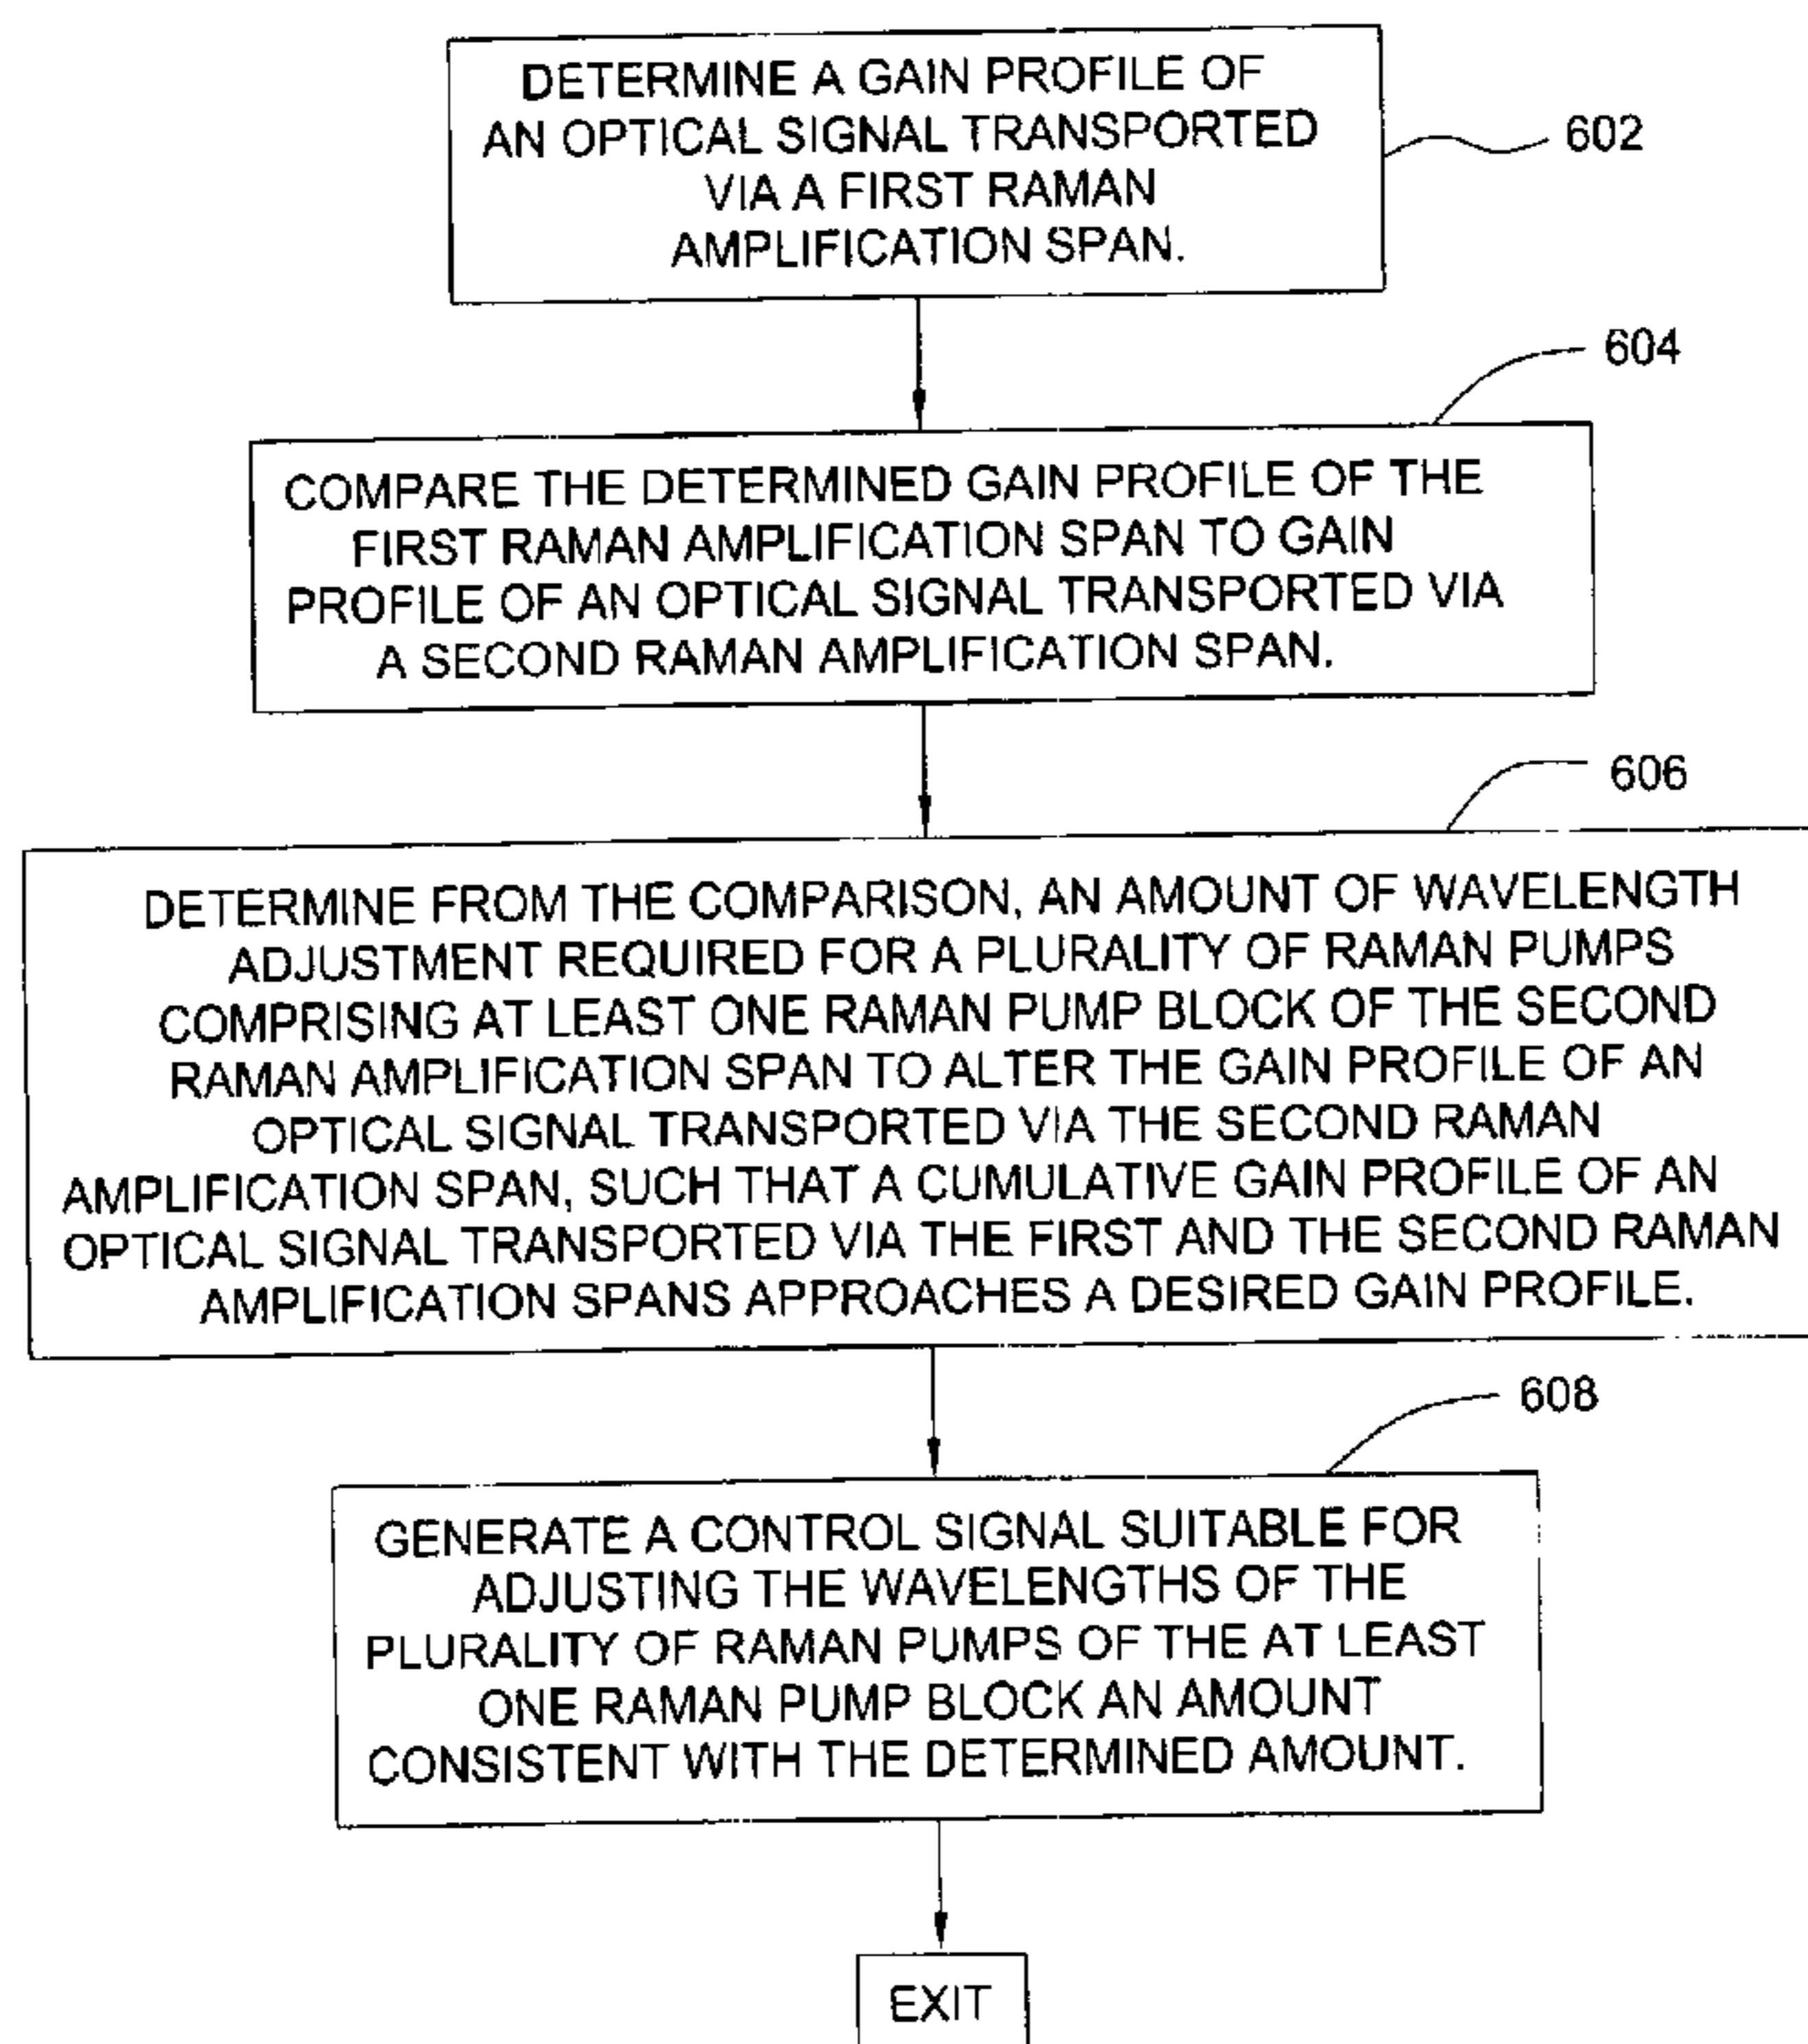 DETERMINE A GAIN PROFILE OF
AN OPTICAL SIGNAL TRANSPORTED
VIA A FIRST RAMAN
AMPLIFICATION SPAN.
602
604
COMPARE THE DETERMINED GAIN PROFILE OF THE
FIRST RAMAN AMPLIFICATION SPAN TO GAIN
PROFILE OF AN OPTICAL SIGNAL TRANSPORTED VIA
A SECOND RAMAN AMPLIFICATION SPAN.
606
DETERMINE FROM THE COMPARISON, AN AMOUNT OF WAVELENGTH
ADJUSTMENT REQUIRED FOR A PLURALITY OF RAMAN PUMPS
COMPRISING AT LEAST ONE RAMAN PUMP BLOCK OF THE SECOND
RAMAN AMPLIFICATION SPAN TO ALTER THE GAIN PROFILE OF AN
OPTICAL SIGNAL TRANSPORTED VIA THE SECOND RAMAN
AMPLIFICATION SPAN, SUCH THAT A CUMULATIVE GAIN PROFILE OF AN
OPTICAL SIGNAL TRANSPORTED VIA THE FIRST AND THE SECOND RAMAN
AMPLIFICATION SPANS APPROACHES A DESIRED GAIN PROFILE.
608
GENERATE A CONTROL SIGNAL SUITABLE FOR
ADJUSTING THE WAVELENGTHS OF THE
PLURALITY OF RAMAN PUMPS OF THE AT LEAST
ONE RAMAN PUMP BLOCK AN AMOUNT
CONSISTENT WITH THE DETERMINED AMOUNT.
EXIT